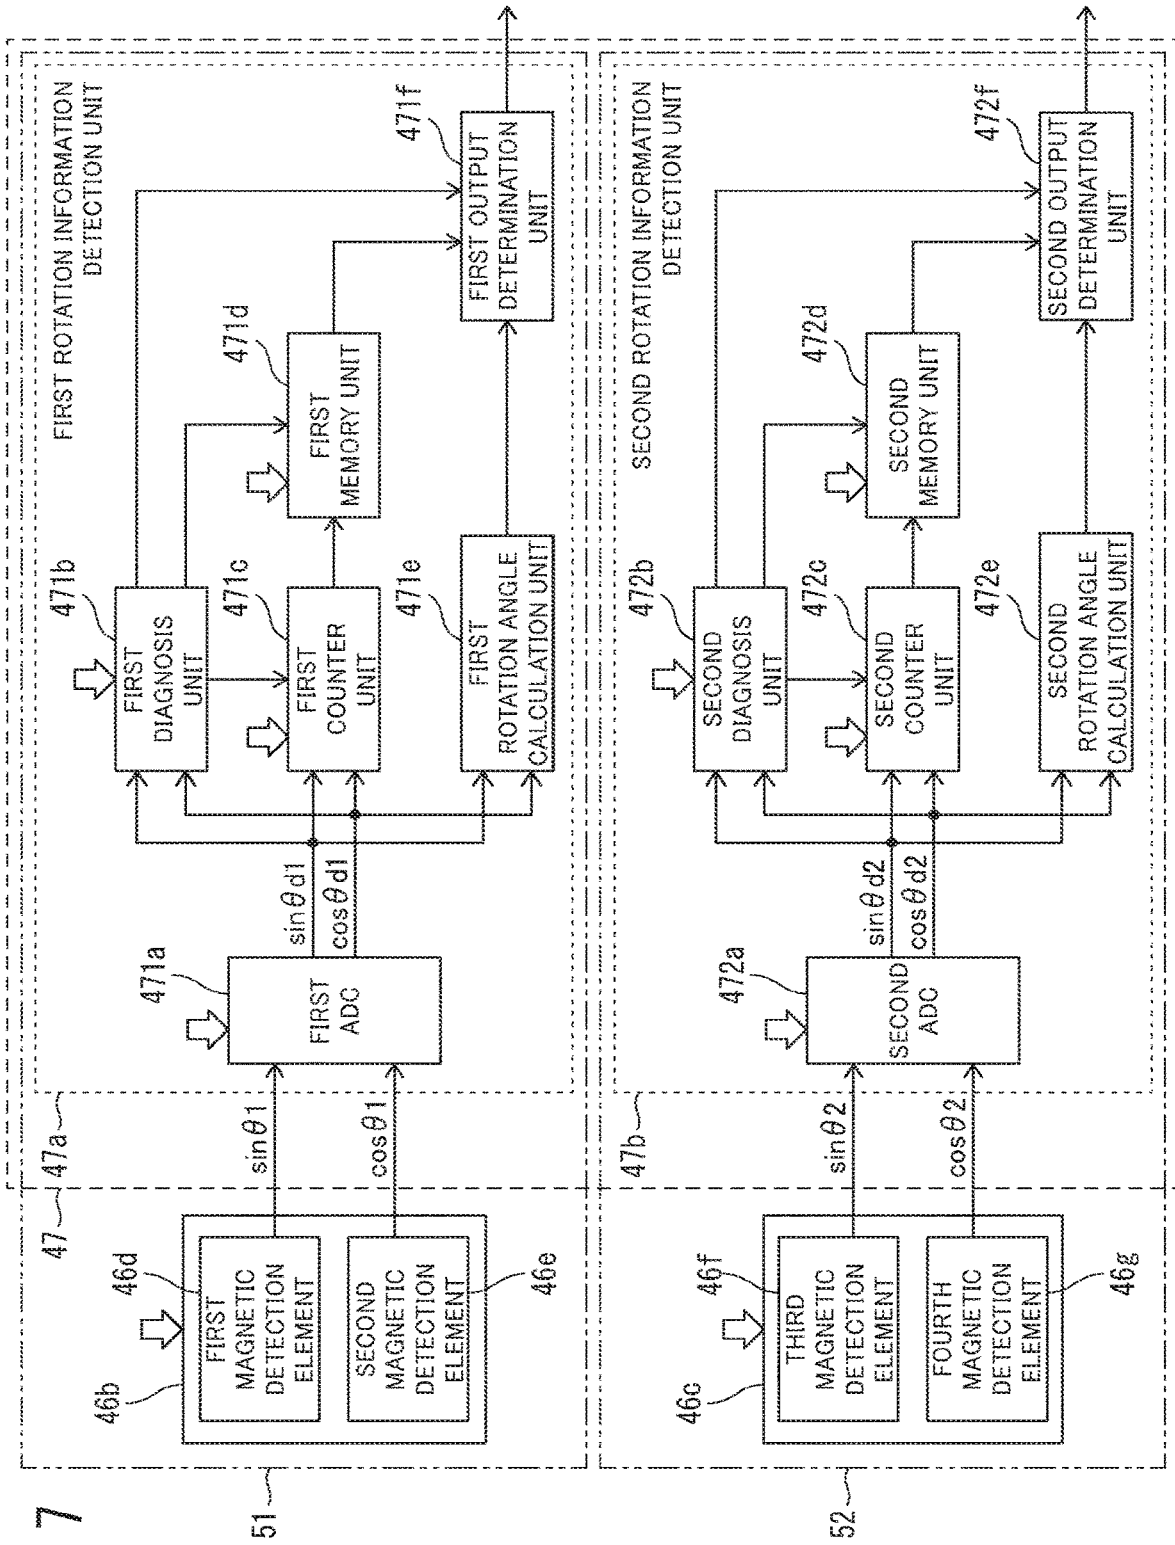 7
51
47
47a
FIRST ROTATION INFORMATION
DETECTION UNIT
46b
46d
FIRST
MAGNETIC
DETECTION
ELEMENT
SECOND
MAGNETIC
DETECTION
ELEMENT
46e
sinθ1
cosθ1
471a
FIRST
ADC
sinθd1
cosθd1
471b
FIRST
DIAGNOSIS
UNIT
471c
FIRST
COUNTER
UNIT
471d
FIRST
MEMORY UNIT
471e
FIRST
ROTATION ANGLE
CALCULATION UNIT
471f
FIRST OUTPUT
DETERMINATION
UNIT
52
47b
SECOND ROTATION INFORMATION
DETECTION UNIT
46c
46f
THIRD
MAGNETIC
DETECTION
ELEMENT
FOURTH
MAGNETIC
DETECTION
ELEMENT
46g
sinθ2
cosθ2
472a
SECOND
ADC
sinθd2
cosθd2
472b
SECOND
DIAGNOSIS
UNIT
472c
SECOND
COUNTER
UNIT
472d
SECOND
MEMORY UNIT
472e
SECOND
ROTATION ANGLE
CALCULATION UNIT
472f
SECOND OUTPUT
DETERMINATION
UNIT